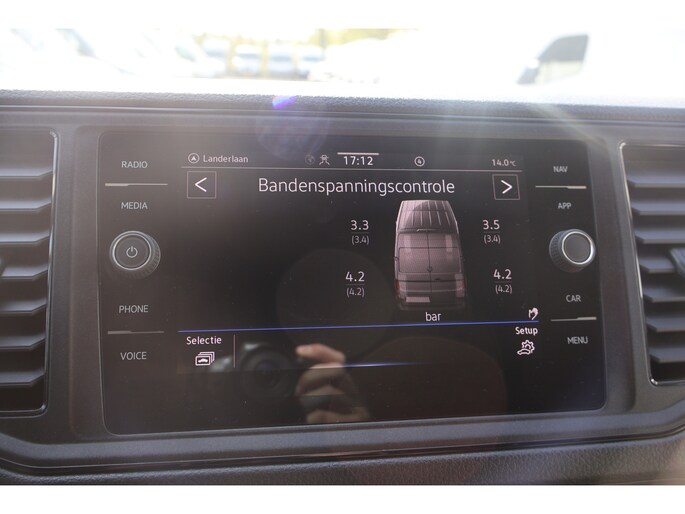 RADIO
MEDIA
PHONE
VOICE
Landerlaan
17:12
14.0°C
Bandenspanningscontrole
3.3
(3.4)
3.5
(3.4)
4.2
(4.2)
4.2
(4.2)
bar
Selectie
Setup
NAV
APP
CAR
MENU